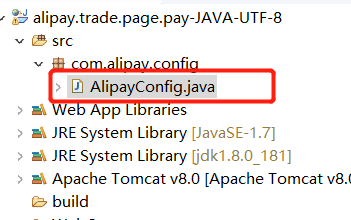 alipay.trade.page.pay-JAVA-UTF-8
src
com.alipay.config
AlipayConfig.java
Web App Libraries
JRE System Library [JavaSE-1.7]
JRE System Library [jdk1.8.0_181]
Apache Tomcat v8.0 [Apache Tomcat v8.0]
build